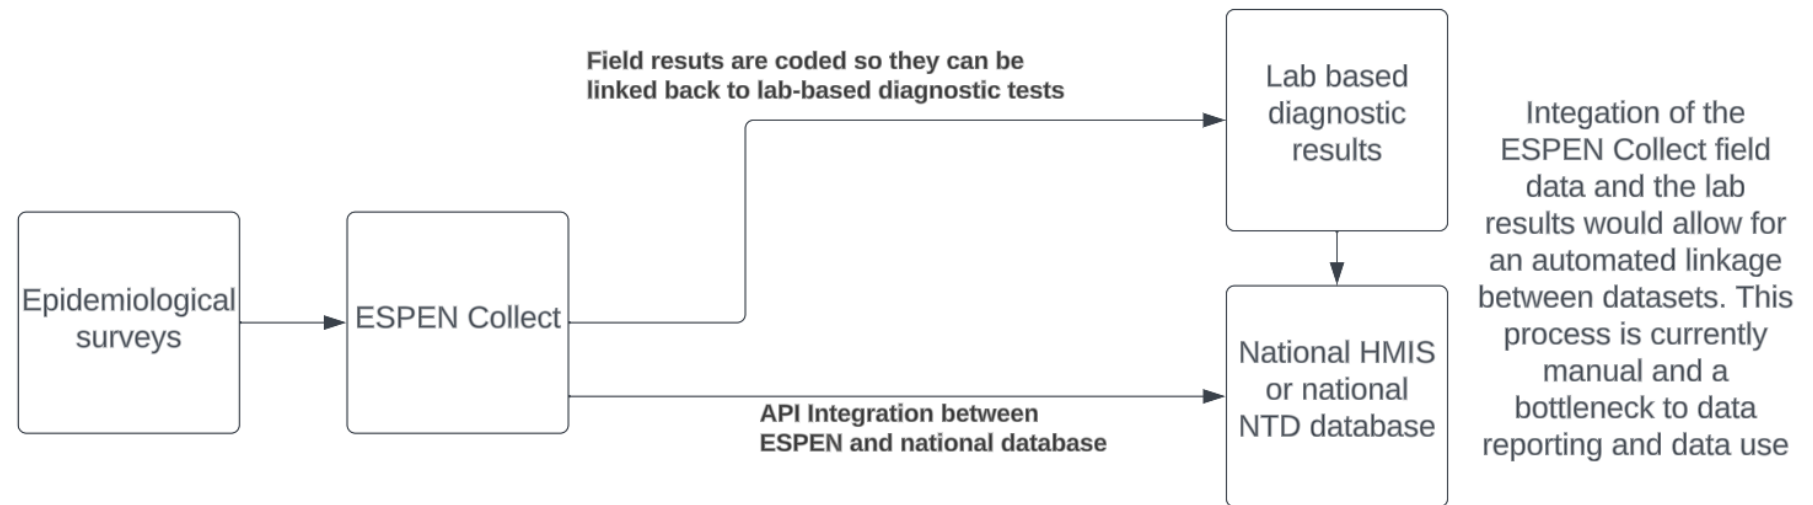 Field resuts are coded so they can be
linked back to lab-based diagnostic tests
Lab based
diagnostic
results
Integation of the
ESPEN Collect field
data and the lab
results would allow for
an automated linkage
between datasets. This
process is currently
manual and a
bottleneck to data
reporting and data use
Epidemiological
surveys
ESPEN Collect
National HMIS
or national
NTD database
API Integration between
ESPEN and national database